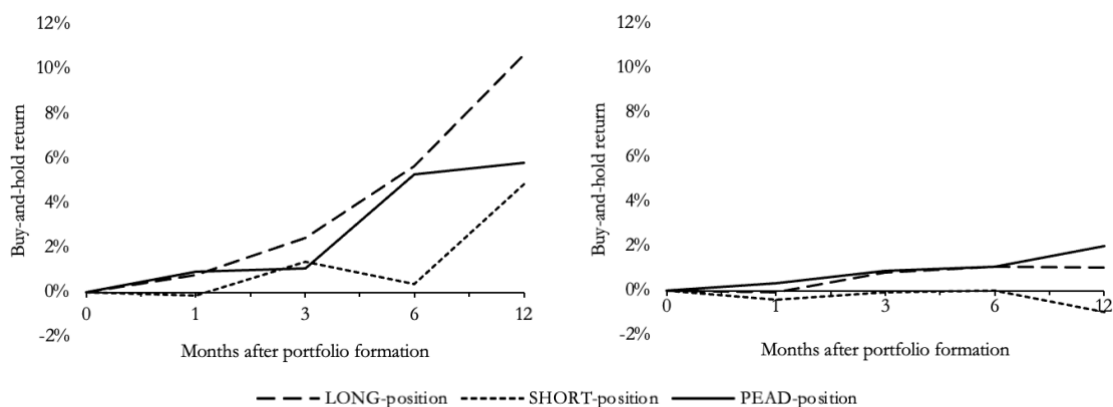 12%
10%
8%
6%
4%
2%
0%
-2%
Buy-and-hold return
0 1 3 6 12
Months after portfolio formation
12%
10%
8%
6%
4%
2%
0%
-2%
Buy-and-hold return
0 1 3 6 12
Months after portfolio formation
LONG-position SHORT-position PEAD-position